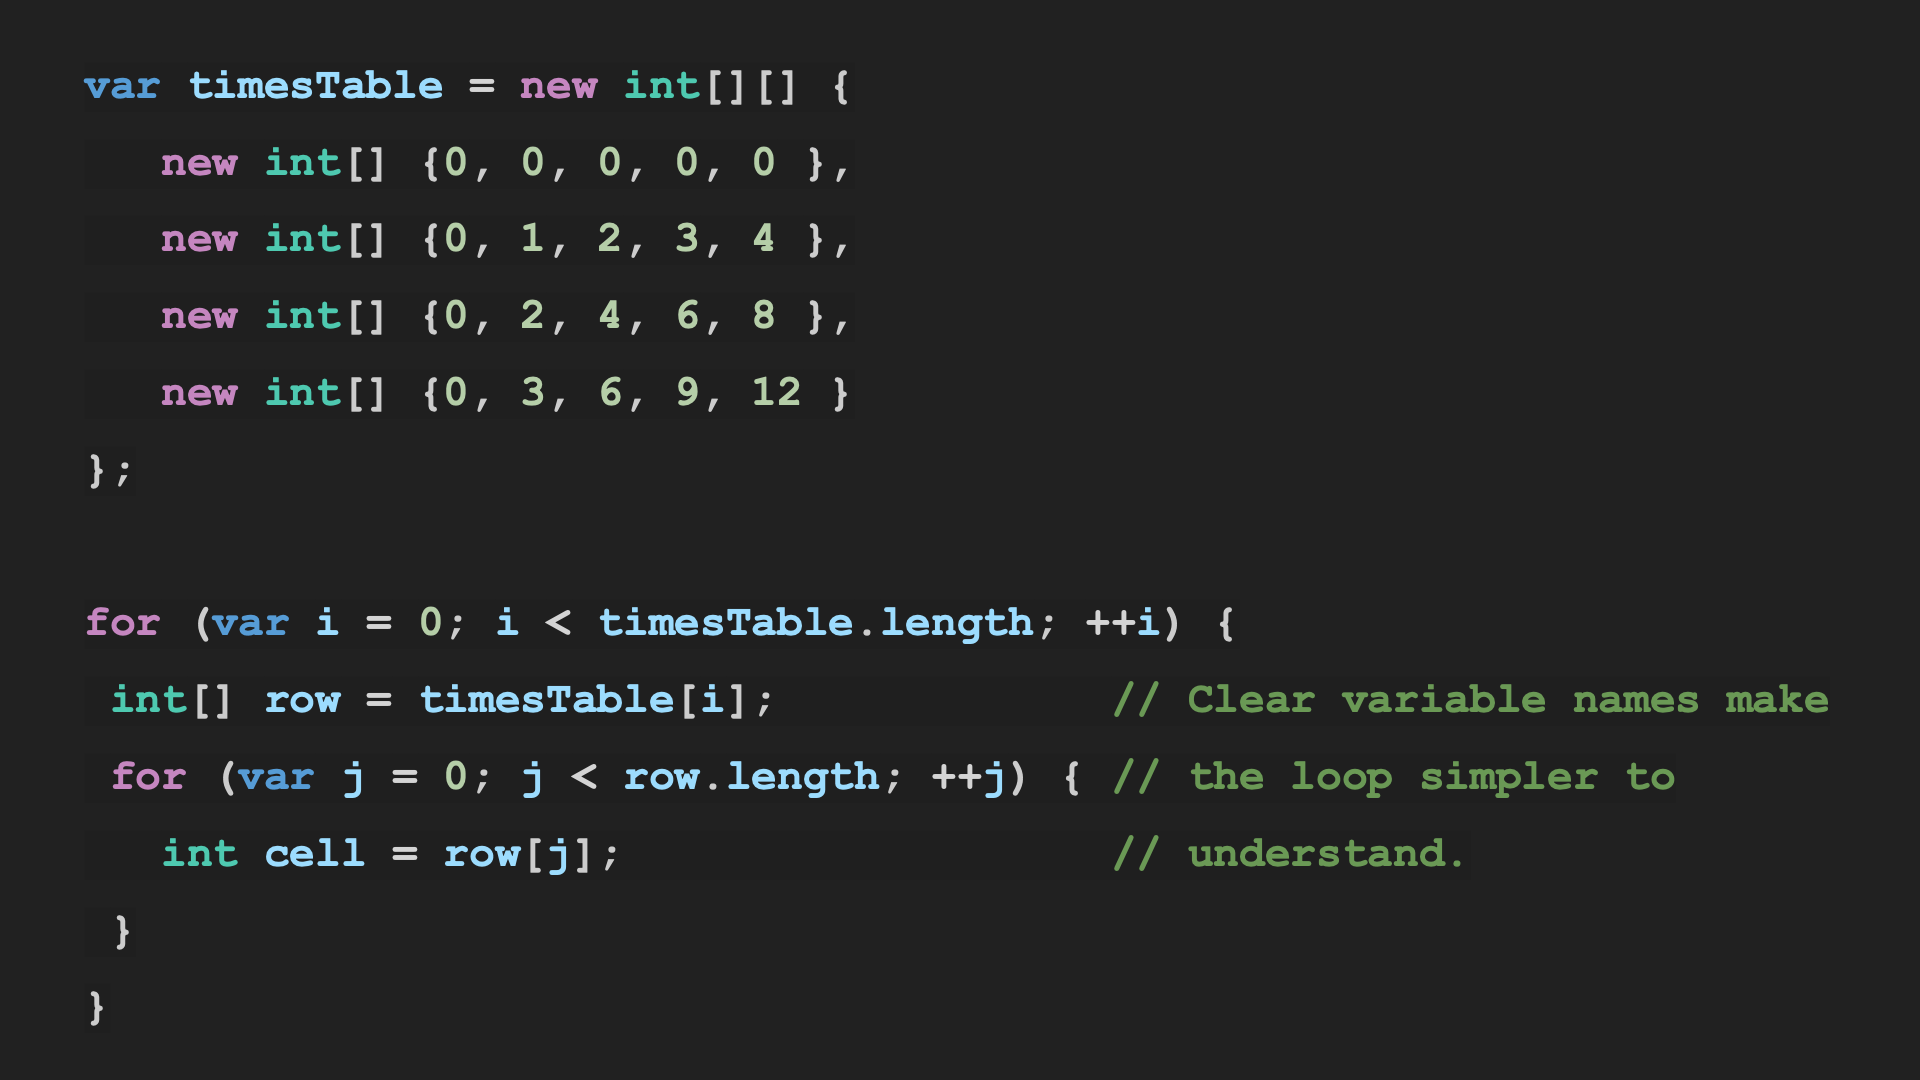 var timesTable = new int[][] {
   new int[] {0, 0, 0, 0, 0 },
   new int[] {0, 1, 2, 3, 4 },
   new int[] {0, 2, 4, 6, 8 },
   new int[] {0, 3, 6, 9, 12 }
};

for (var i = 0; i < timesTable.length; ++i) {
 int[] row = timesTable[i];             // Clear variable names make
 for (var j = 0; j < row.length; ++j) { // the loop simpler to
   int cell = row[j];                   // understand.
 }
}